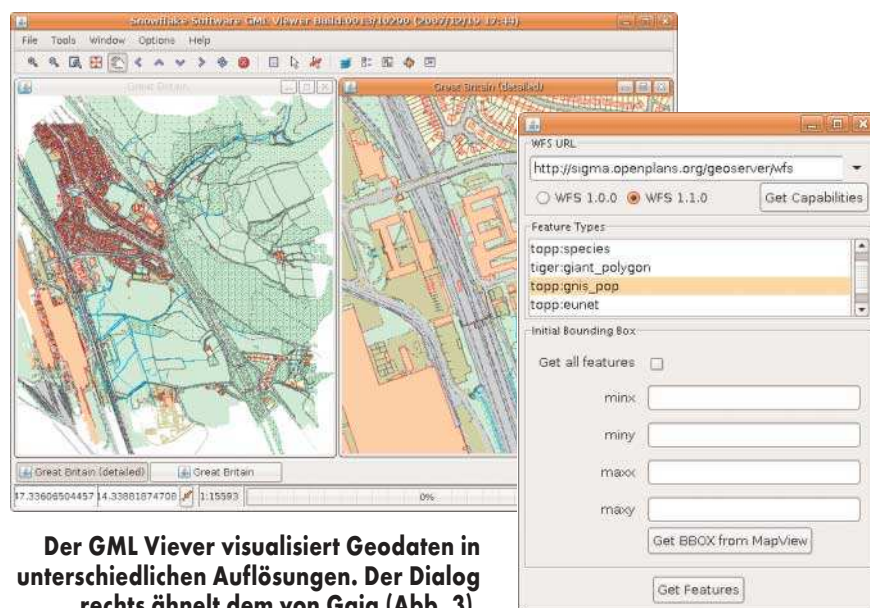 Snowflake Software GML Viewer Build:0013/10290 (2007/12/19 17:44)
File Tools Window Options Help
Great Britain
Great Britain (detailed)
Great Britain (detailed) Great Britain
17.33606504457 14.33881874708 1:15593 0%
WFS URL
http://sigma.openplans.org/geoserver/wfs
WFS 1.0.0 WFS 1.1.0 Get Capabilities
Feature Types
topp:species
tiger:giant_polygon
topp:gnis_pop
topp:eunet
Initial Bounding Box
Get all features
minx
miny
maxx
maxy
Get BBOX from MapView
Get Features
Der GML Viever visualisiert Geodaten in
unterschiedlichen Auflösungen. Der Dialog
rechts ähnelt dem von Gaia (Abb. 3).